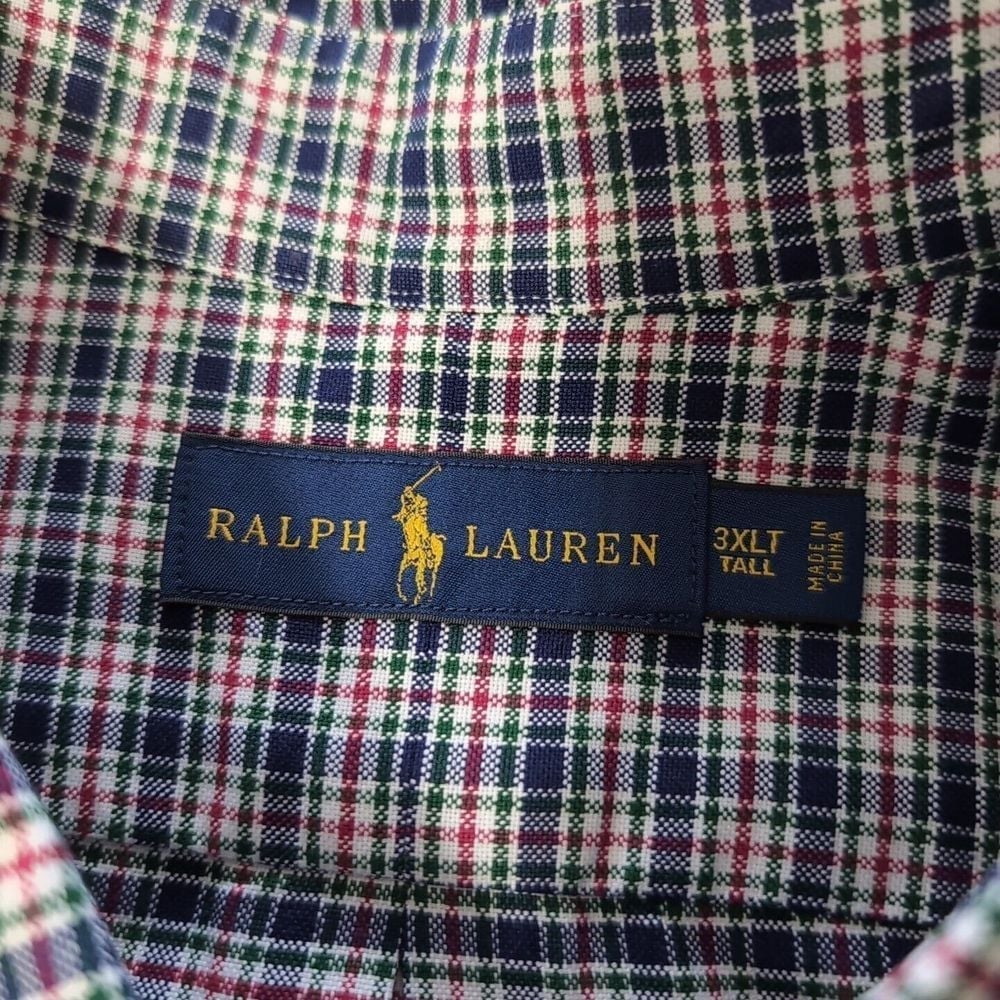 RALPH LAUREN
3XLT
TALL
MADE IN
CHINA